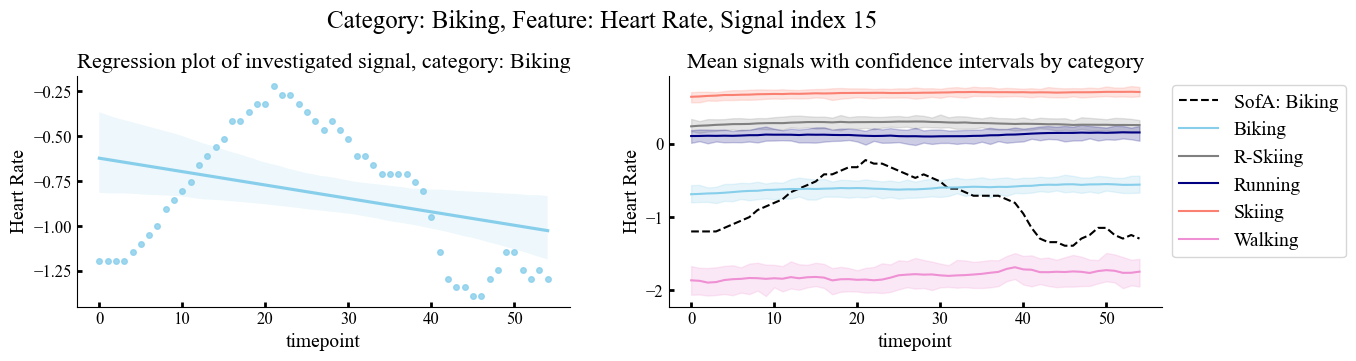 Category: Biking, Feature: Heart Rate, Signal index 15
Regression plot of investigated signal, category: Biking
Heart Rate
−0.25
−0.50
−0.75
−1.00
−1.25
0 10 20 30 40 50
timepoint
Mean signals with confidence intervals by category
Heart Rate
0
−1
−2
0 10 20 30 40 50
timepoint
SofA: Biking
Biking
R-Skiing
Running
Skiing
Walking